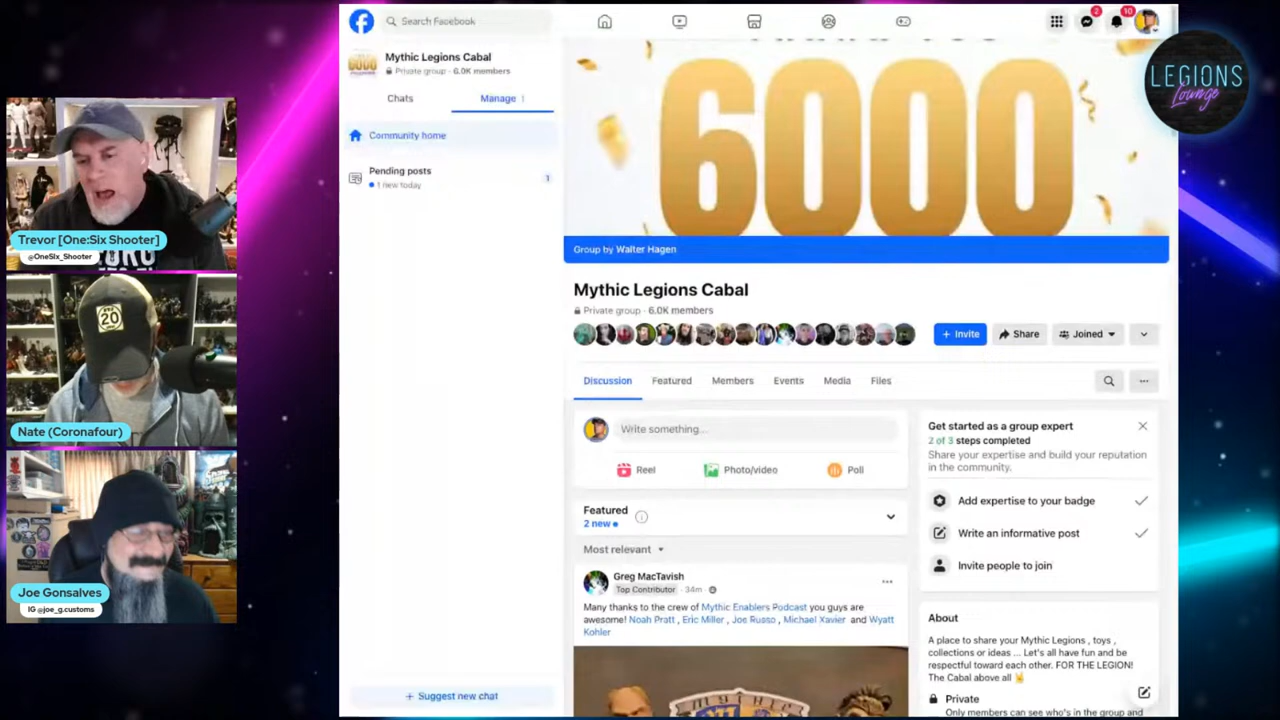 Search Facebook
2
10
LEGIONS
Lounge
Mythic Legions Cabal
Private group · 6.0K members
Chats
Manage 1
Community home
Pending posts
1 new today
1
Suggest new chat
6000
Group by Walter Hagen
Mythic Legions Cabal
Private group · 6.0K members
+ Invite
Share
Joined
Discussion
Featured
Members
Events
Media
Files
Write something...
Reel
Photo/video
Poll
Featured
2 new
Most relevant
Greg MacTavish
Top Contributor · 34m
Many thanks to the crew of Mythic Enablers Podcast you guys are
awesome! Noah Pratt , Eric Miller , Joe Russo , Michael Xavier and Wyatt
Kohler
MYTHIC
Get started as a group expert
2 of 3 steps completed
Share your expertise and build your reputation
in the community.
Add expertise to your badge
Write an informative post
Invite people to join
About
A place to share your Mythic Legions , toys ,
collections or ideas ... Let's all have fun and be
respectful toward each other. FOR THE LEGION!
The Cabal above all
Private
Only members can see who's in the group and
Trevor [One:Six Shooter]
@OneSix_Shooter
20
Nate (Coronafour)
Joe Gonsalves
IG @joe_g.customs